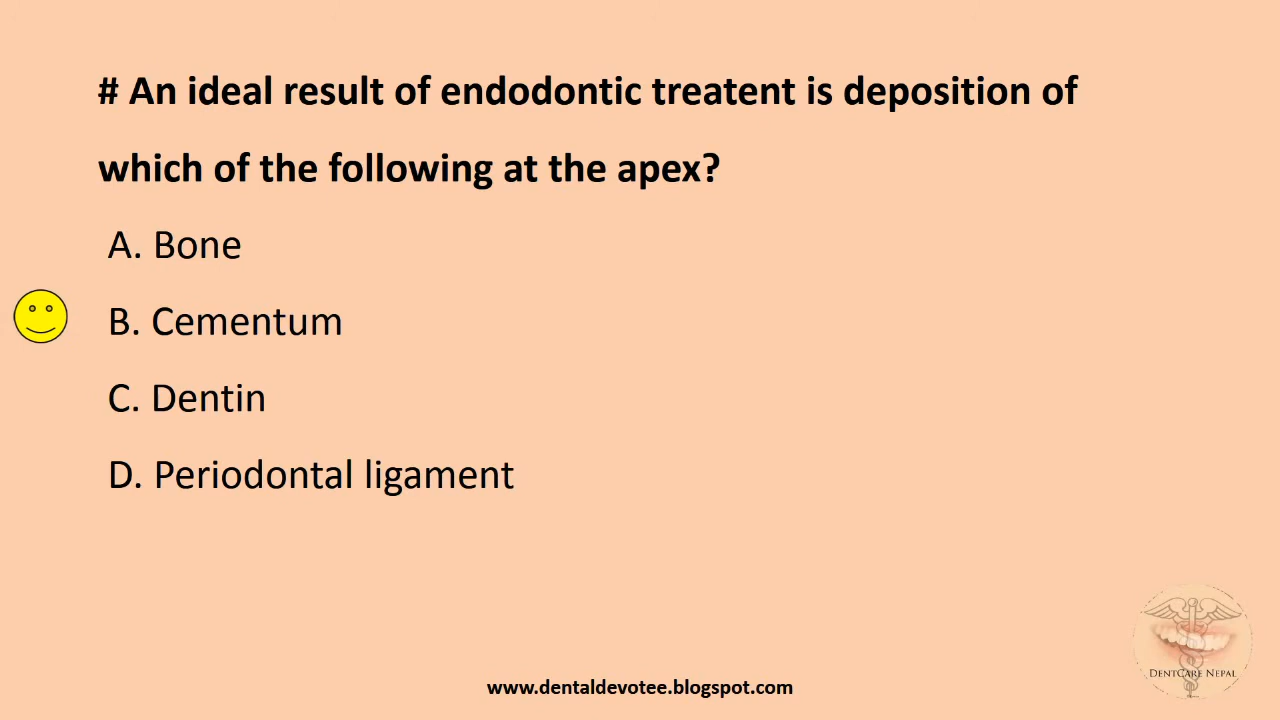 # An ideal result of endodontic treatent is deposition of
which of the following at the apex?
A. Bone
B. Cementum
C. Dentin
D. Periodontal ligament
DENTCARE NEPAL
www.dentaldevotee.blogspot.com